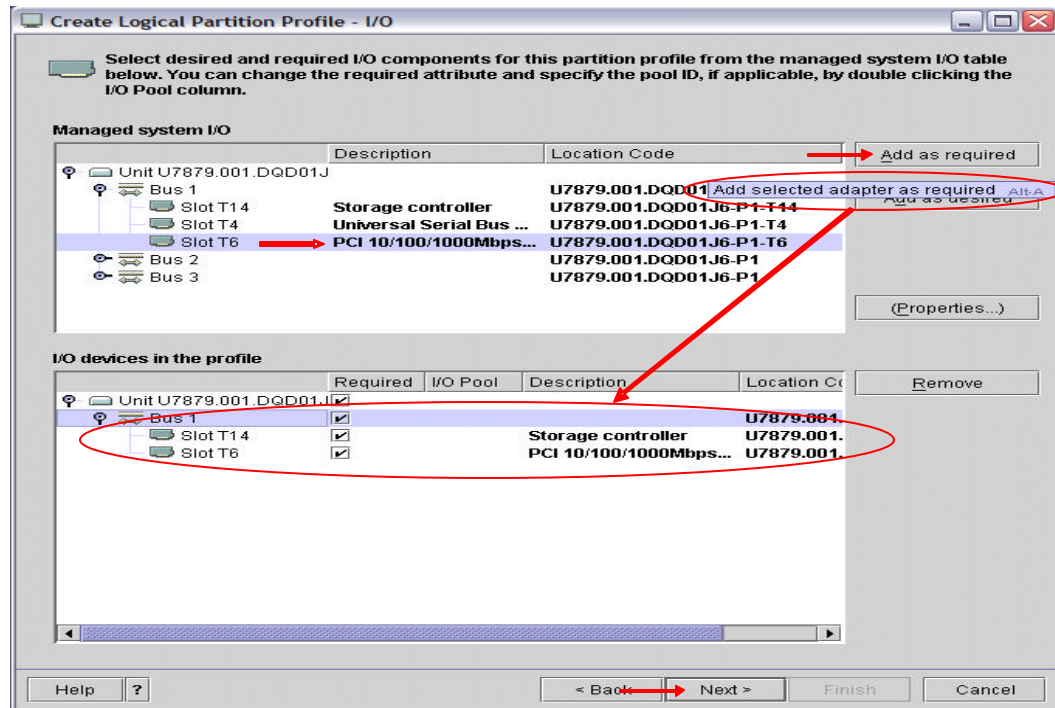 Create Logical Partition Profile - I/O
Select desired and required I/O components for this partition profile from the managed system I/O table
below. You can change the required attribute and specify the pool ID, if applicable, by double clicking the
I/O Pool column.
Managed system I/O
Description Location Code
Add as required
Unit U7879.001.DQD01J
Bus 1 U7879.001.DQD01
Add selected adapter as required Alt-A
Add as desired
Slot T14 Storage controller U7879.001.DQD01J6-P1-T14
Slot T4 Universal Serial Bus ... U7879.001.DQD01J6-P1-T4
Slot T6 PCI 10/100/1000Mbps... U7879.001.DQD01J6-P1-T6
Bus 2 U7879.001.DQD01J6-P1
Bus 3 U7879.001.DQD01J6-P1
(Properties...)
I/O devices in the profile
Required I/O Pool Description Location Co
Remove
Unit U7879.001.DQD01J
Bus 1 U7879.001.
Slot T14 Storage controller U7879.001.
Slot T6 PCI 10/100/1000Mbps... U7879.001.
Help ? < Back Next > Finish Cancel